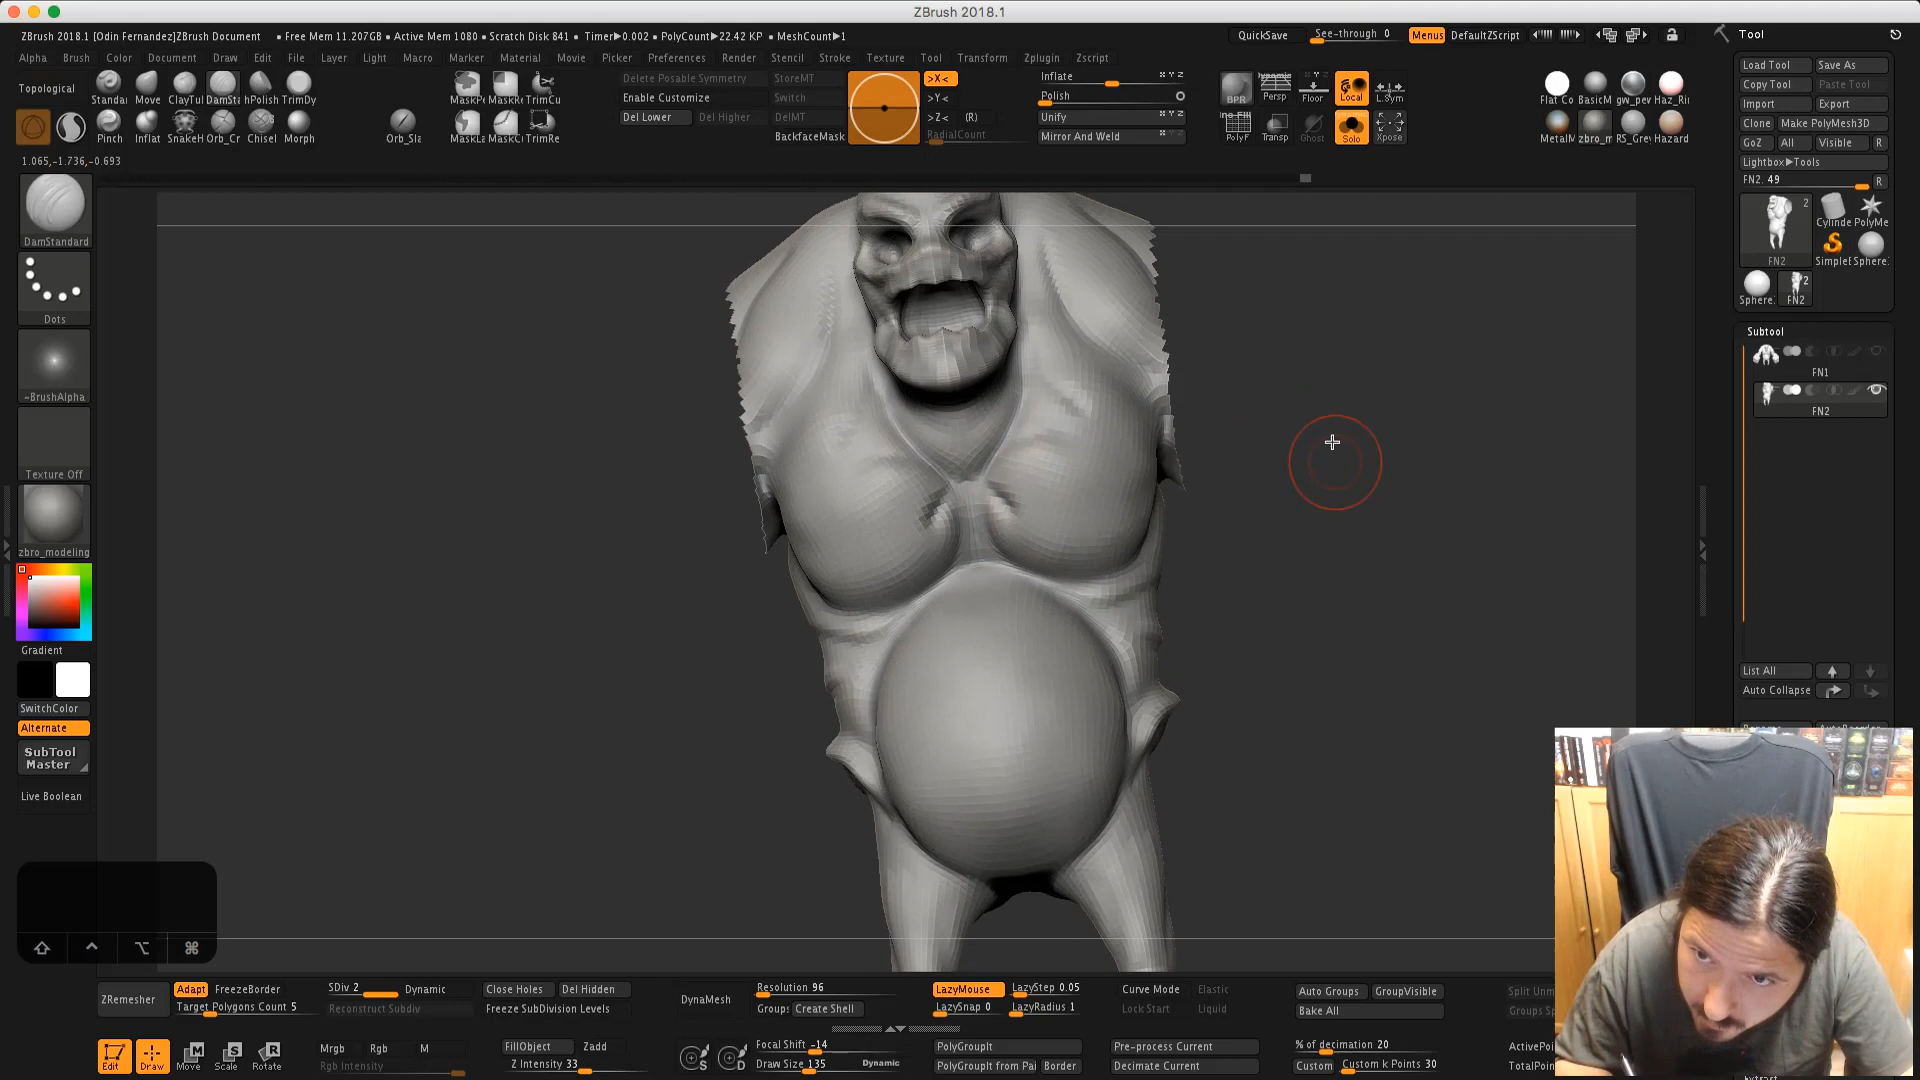 ZBrush 2018.1
ZBrush 2018.1 [Odin Fernandez]ZBrush Document • Free Mem 11.207GB • Active Mem 1080 • Scratch Disk 841 • Timer▶0.002 • PolyCount▶22.42 KP • MeshCount▶1
QuickSave See-through 0 Menus DefaultZScript
Tool
Alpha Brush Color Document Draw Edit File Layer Light Macro Marker Material Movie Picker Preferences Render Stencil Stroke Texture Tool Transform Zplugin Zscript
Load Tool Save As
Copy Tool Paste Tool
Import Export
Clone Make PolyMesh3D
GoZ All Visible R
Lightbox▶Tools
FN2. 49 R
Topological
Standa Move ClayTu DamSta hPolish TrimDy
Pinch Inflat SnakeH Orb_Cr Chisel Morph
Orb_Sla
MaskPe MaskRe TrimCu
MaskLa MaskCi TrimRe
Delete Posable Symmetry StoreMT
Enable Customize Switch
Del Lower Del Higher DelMT
BackfaceMask
>X<
>Y<
>Z< (R)
RadialCount
Inflate
Polish
Unify
Mirror And Weld
BPR Persp Floor Local L.Sym
PolyF Transp Ghost Solo Xpose
Flat Co BasicM gw_pev Haz_Rii
MetalM zbro_m RS_Grey Hazard
1.065,-1.736,-0.693
DamStandard
Dots
~BrushAlpha
Texture Off
zbro_modeling
Gradient
SwitchColor
Alternate
SubTool
Master
Live Boolean
2
FN2
Cylinde PolyMe
SimpleB Sphere
Sphere. FN2
2
Subtool
FN1
FN2
List All
Auto Collapse
ZRemesher Adapt FreezeBorder
Target Polygons Count 5
SDiv 2 Dynamic
Reconstruct Subdiv
Close Holes Del Hidden
Freeze SubDivision Levels
DynaMesh
Resolution 96
Groups Create Shell
LazyMouse LazyStep 0.05
LazySnap 0 LazyRadius 1
Curve Mode Elastic
Lock Start Liquid
Auto Groups GroupVisible
Bake All
Split Unm
Groups Sp
Edit Draw Move Scale Rotate
Mrgb Rgb M
Rgb Intensity
FillObject Zadd
Z Intensity 33
Focal Shift -14
Draw Size 135 Dynamic
PolyGroupIt
PolyGroupIt from Pai Border
Pre-process Current
Decimate Current
% of decimation 20
Custom Custom k Points 30
ActivePoi
TotalPoin